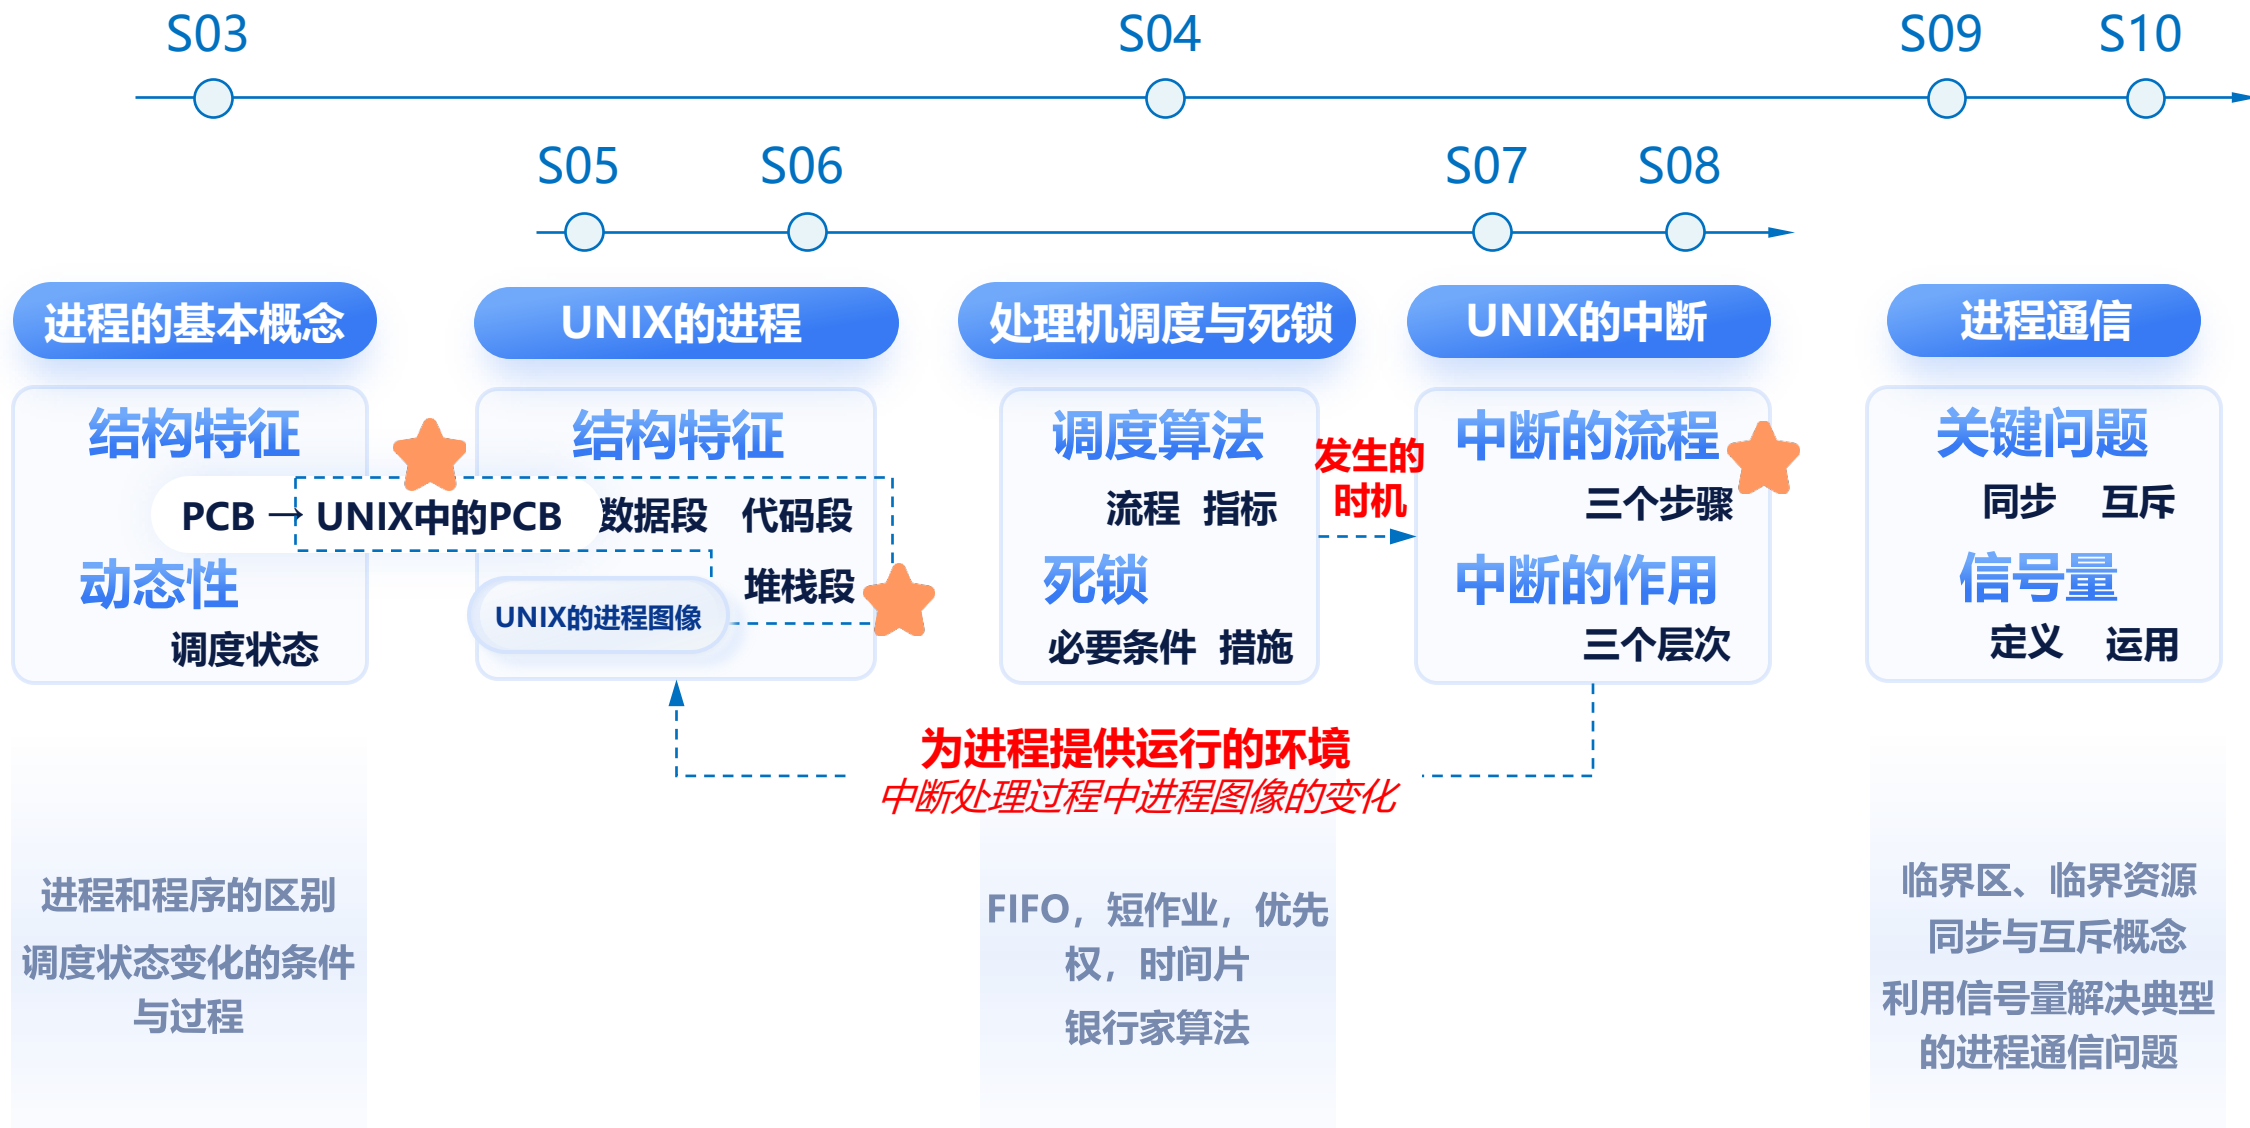 S03
S04
S09
S10
S05
S06
S07
S08
进程的基本概念
UNIX的进程
处理机调度与死锁
UNIX的中断
进程通信
结构特征
PCB → UNIX中的PCB
动态性
调度状态
结构特征
数据段 代码段
堆栈段
UNIX的进程图像
调度算法
流程 指标
死锁
必要条件 措施
发生的
时机
中断的流程
三个步骤
中断的作用
三个层次
关键问题
同步 互斥
信号量
定义 运用
为进程提供运行的环境
中断处理过程中进程图像的变化
进程和程序的区别
调度状态变化的条件
与过程
FIFO，短作业，优先
权，时间片
银行家算法
临界区、临界资源
同步与互斥概念
利用信号量解决典型
的进程通信问题